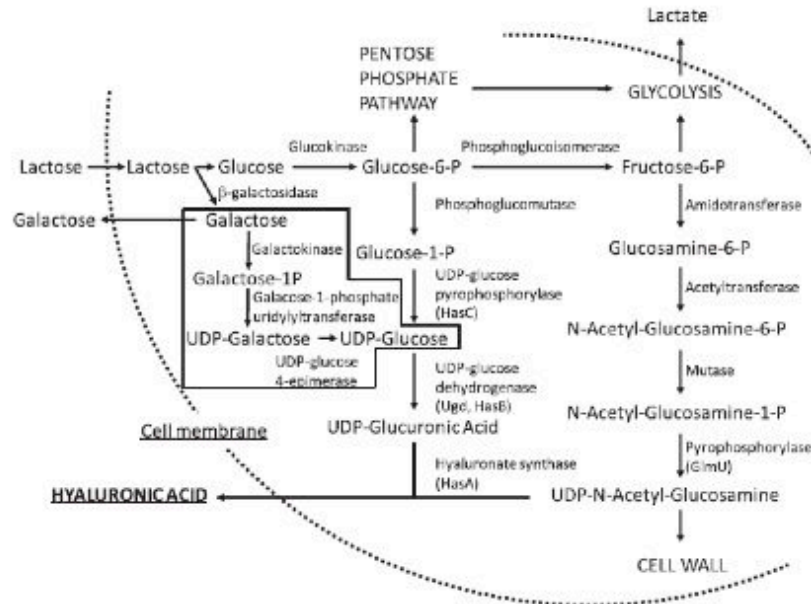 Lactate
PENTOSE
PHOSPHATE
PATHWAY
GLYCOLYSIS
Glucokinase
Phosphoglucoisomerase
Lactose
Lactose
Glucose
Glucose-6-P
Fructose-6-P
β-galactosidase
Phosphoglucomutase
Amidotransferase
Galactose
Galactose
Galactokinase
Glucose-1-P
Glucosamine-6-P
Galactose-1P
UDP-glucose
pyrophosphorylase
(HasC)
Acetyltransferase
Galacose-1-phosphate
uridylyltransferase
UDP-Galactose
UDP-Glucose
N-Acetyl-Glucosamine-6-P
UDP-glucose
4-epimerase
UDP-glucose
dehydrogenase
(Ugd, HasB)
Mutase
Cell membrane
UDP-Glucuronic Acid
N-Acetyl-Glucosamine-1-P
Hyaluronate synthase
(HasA)
Pyrophosphorylase
(GlmU)
HYALURONIC ACID
UDP-N-Acetyl-Glucosamine
CELL WALL